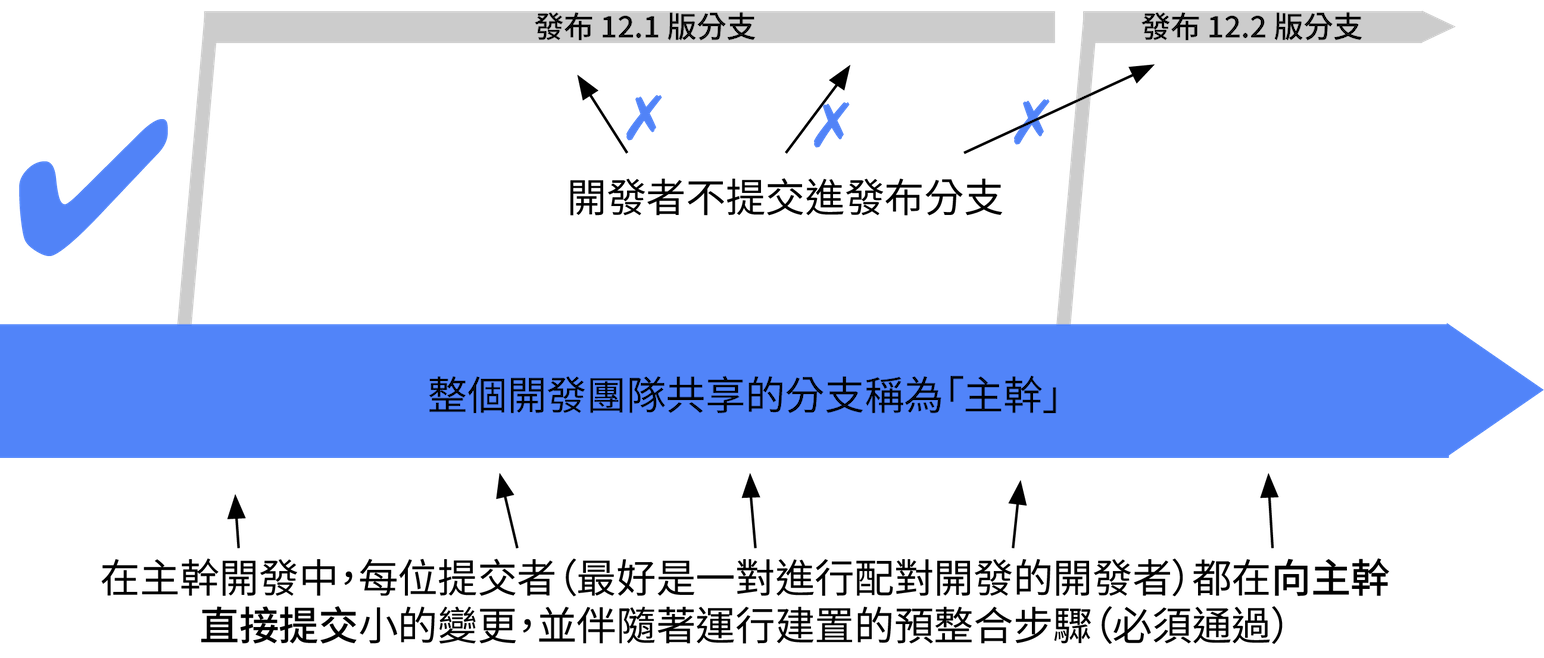 發布 12.1 版分支
發布 12.2 版分支
開發者不提交進發布分支
整個開發團隊共享的分支稱為「主幹」
在主幹開發中，每位提交者（最好是一對進行配對開發的開發者）都在向主幹
直接提交小的變更，並伴隨著運行建置的預整合步驟（必須通過）